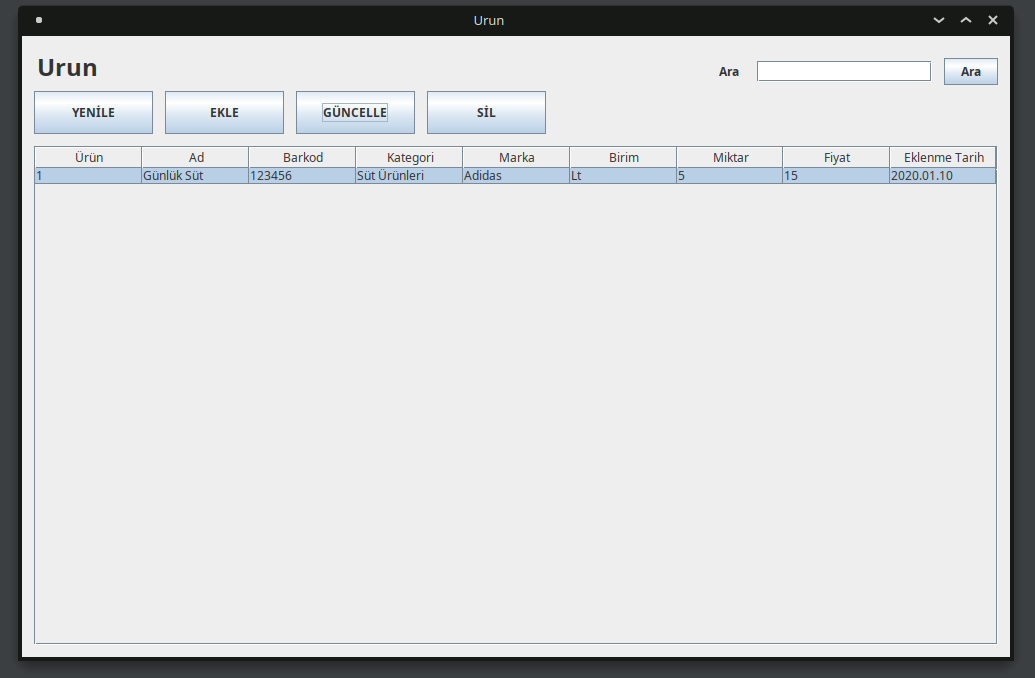 Urun
Urun
Ara Ara
YENİLE EKLE GÜNCELLE SİL
Ürün Ad Barkod Kategori Marka Birim Miktar Fiyat Eklenme Tarih
1 Günlük Süt 123456 Süt Ürünleri Adidas Lt 5 15 2020.01.10